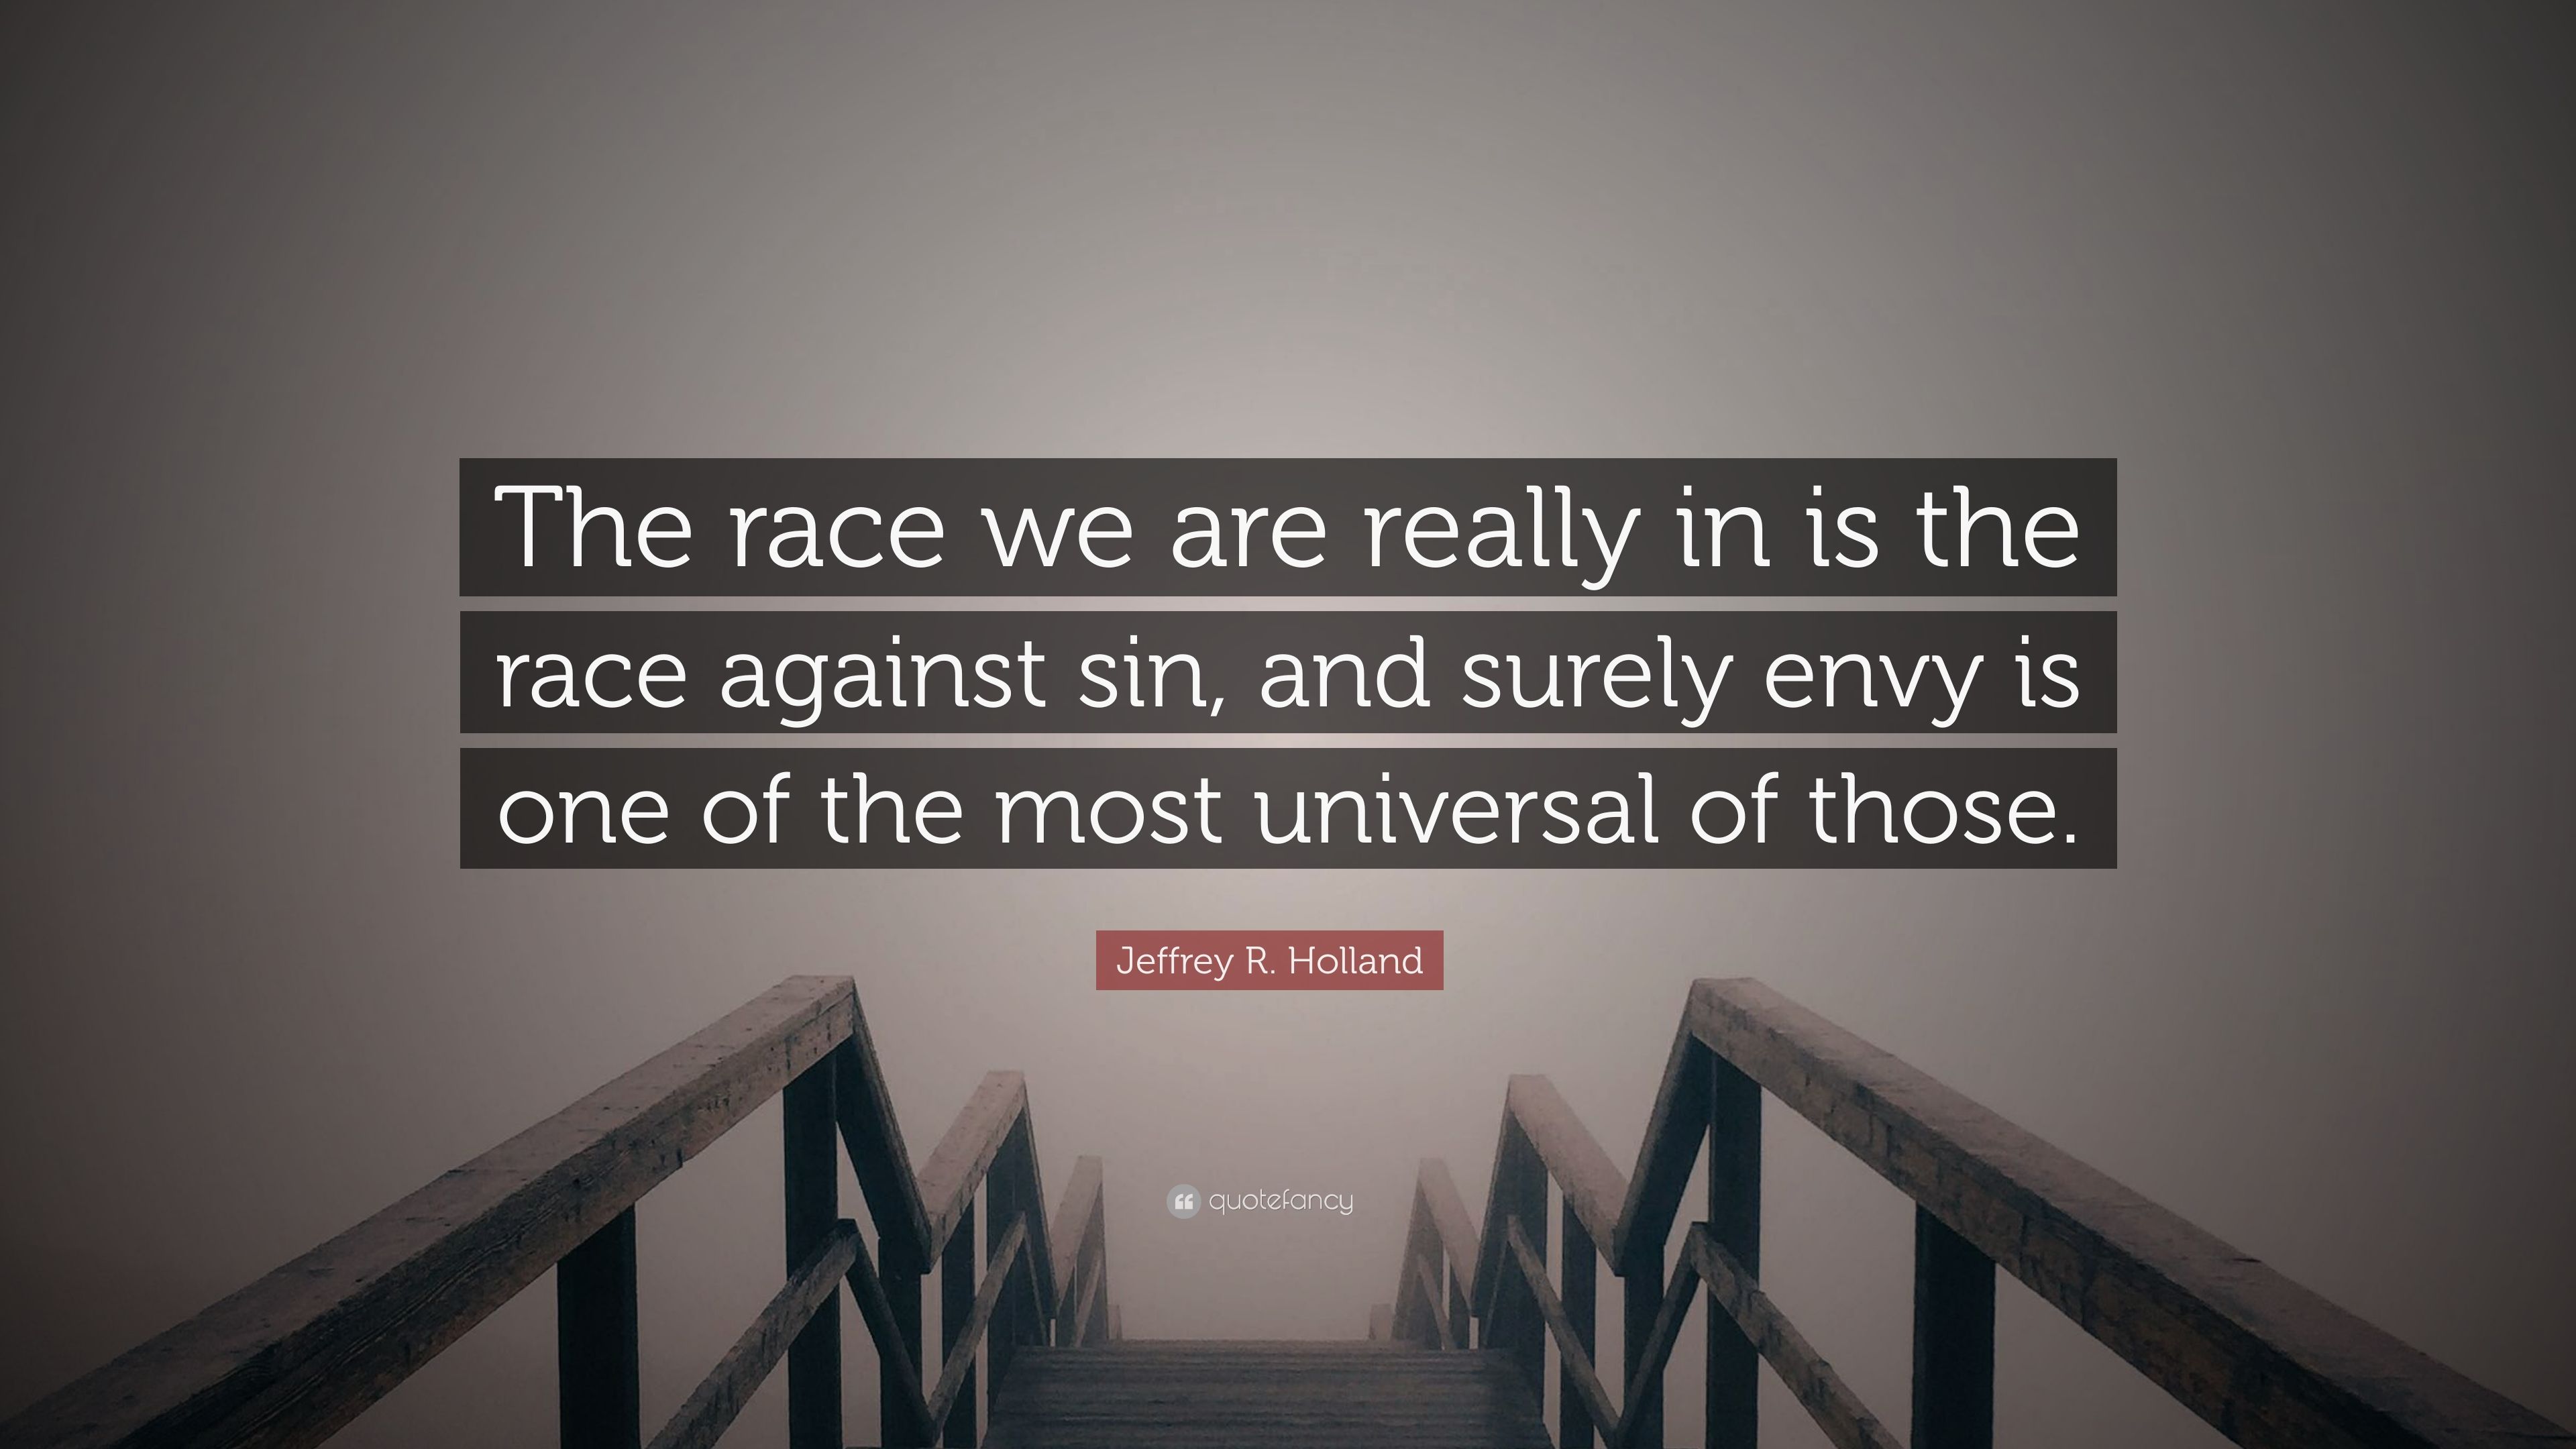 The race we are really in is the
race against sin, and surely envy is
one of the most universal of those.
Jeffrey R. Holland
quotefancy